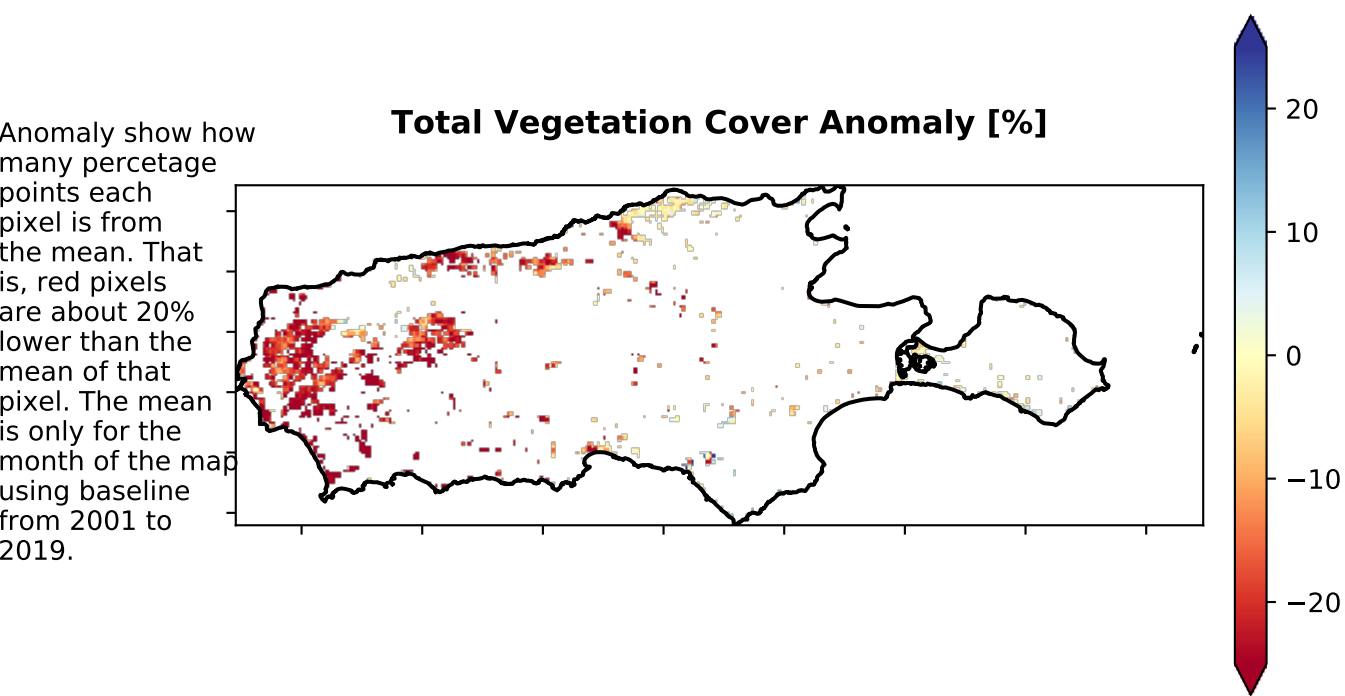 Total Vegetation Cover Anomaly [%]
Anomaly show how
many percetage
points each
pixel is from
the mean. That
is, red pixels
are about 20%
lower than the
mean of that
pixel. The mean
is only for the
month of the map
using baseline
from 2001 to
2019.
20
10
0
−10
−20